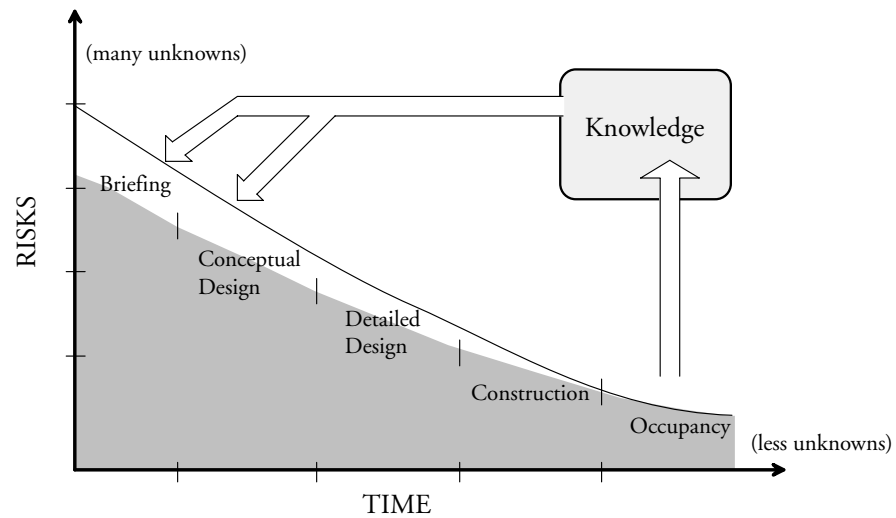 (many unknowns)
Knowledge
Briefing
RISKS
Conceptual
Design
Detailed
Design
Construction
Occupancy
(less unknowns)
TIME